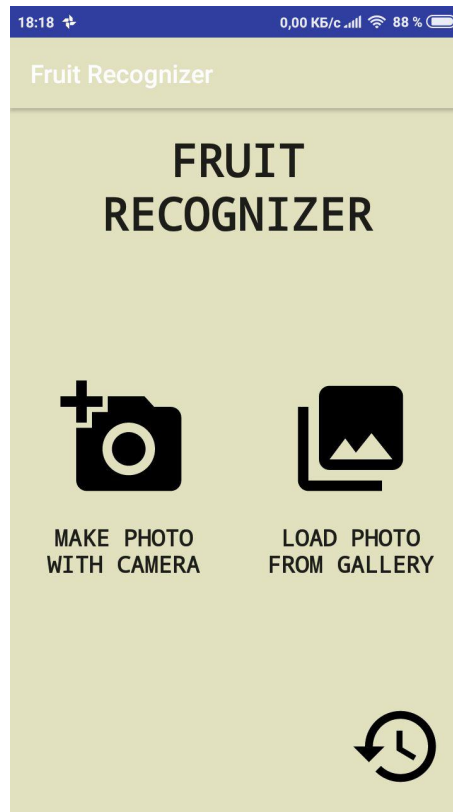 18:18 0,00 КБ/с 88 %
Fruit Recognizer
FRUIT
RECOGNIZER
MAKE PHOTO
WITH CAMERA
LOAD PHOTO
FROM GALLERY